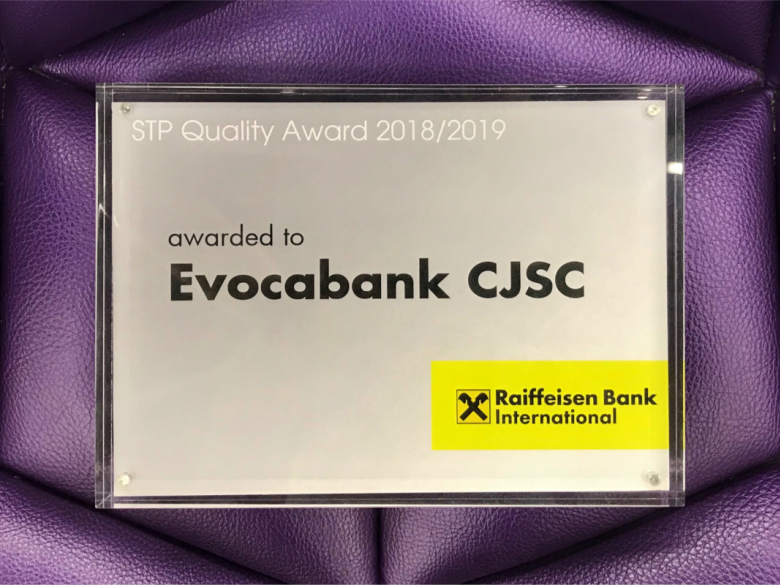 STP Quality Award 2018/2019
awarded to
Evocabank CJSC
Raiffeisen Bank
International